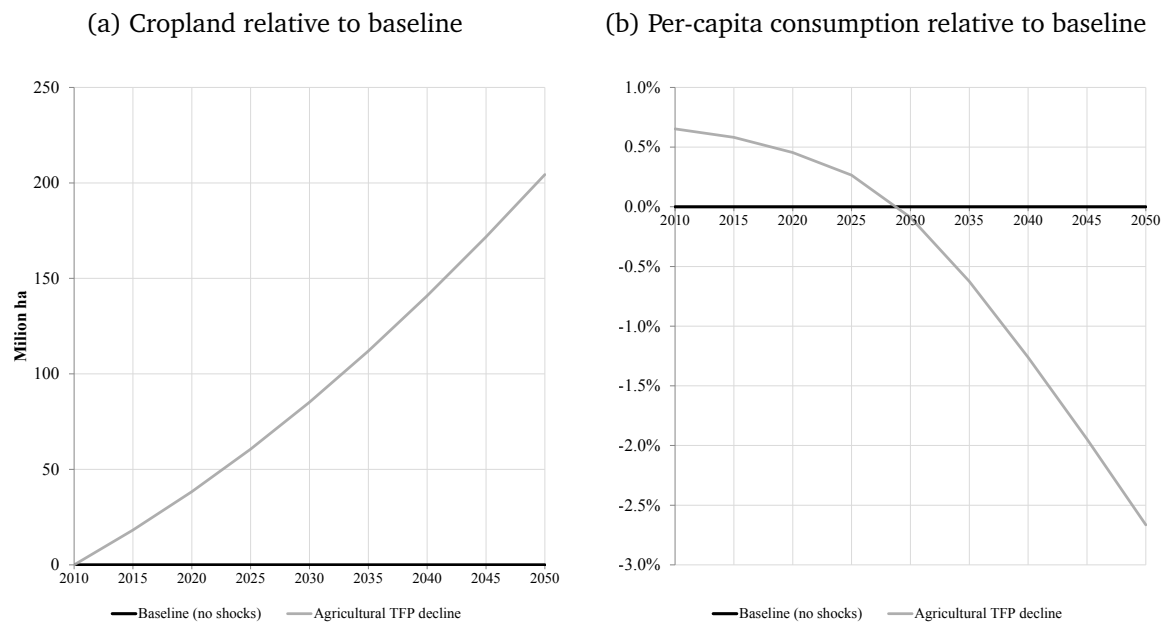 (a) Cropland relative to baseline
250
200
150
100
50
0
Milion ha
2010 2015 2020 2025 2030 2035 2040 2045 2050
Baseline (no shocks) Agricultural TFP decline
(b) Per-capita consumption relative to baseline
1.0%
0.5%
0.0%
-0.5%
-1.0%
-1.5%
-2.0%
-2.5%
-3.0%
2010 2015 2020 2025 2030 2035 2040 2045 2050
Baseline (no shocks) Agricultural TFP decline